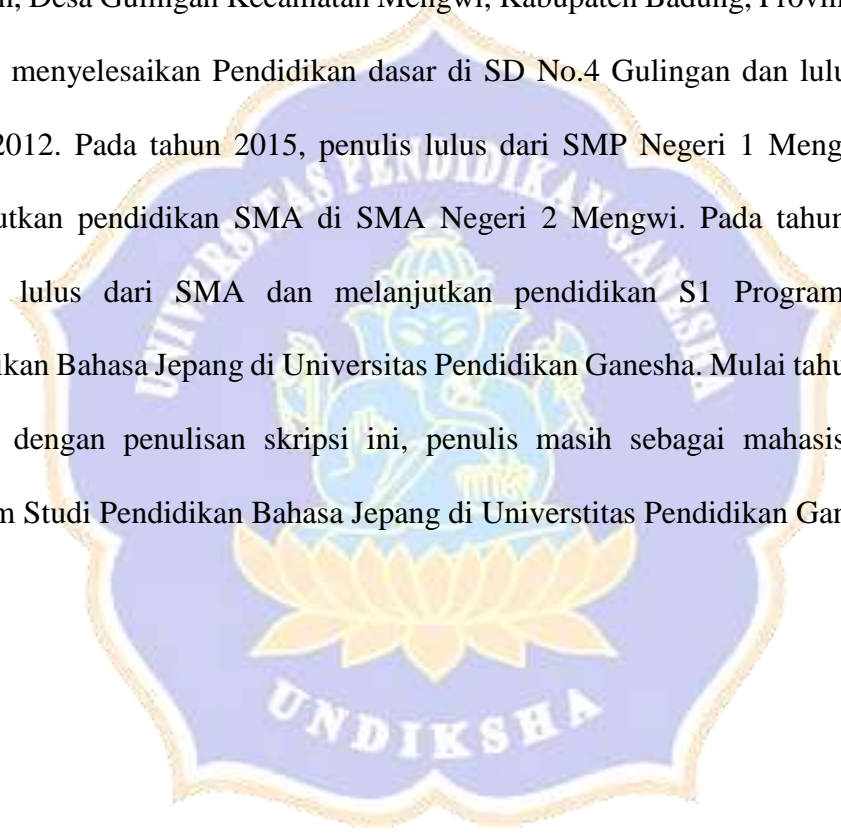 n, Desa Gulingan Kecamatan Mengwi, Kabupaten Badung, Provin
menyelesaikan Pendidikan dasar di SD No.4 Gulingan dan lulu
2012. Pada tahun 2015, penulis lulus dari SMP Negeri 1 Meng
utkan pendidikan SMA di SMA Negeri 2 Mengwi. Pada tahun
lulus dari SMA dan melanjutkan pendidikan S1 Program
ikan Bahasa Jepang di Universitas Pendidikan Ganesha. Mulai tahu
dengan penulisan skripsi ini, penulis masih sebagai mahasis
m Studi Pendidikan Bahasa Jepang di Universtitas Pendidikan Gan
UNIVERSITAS PENDIDIKAN GANESHA
UNDIKSHA